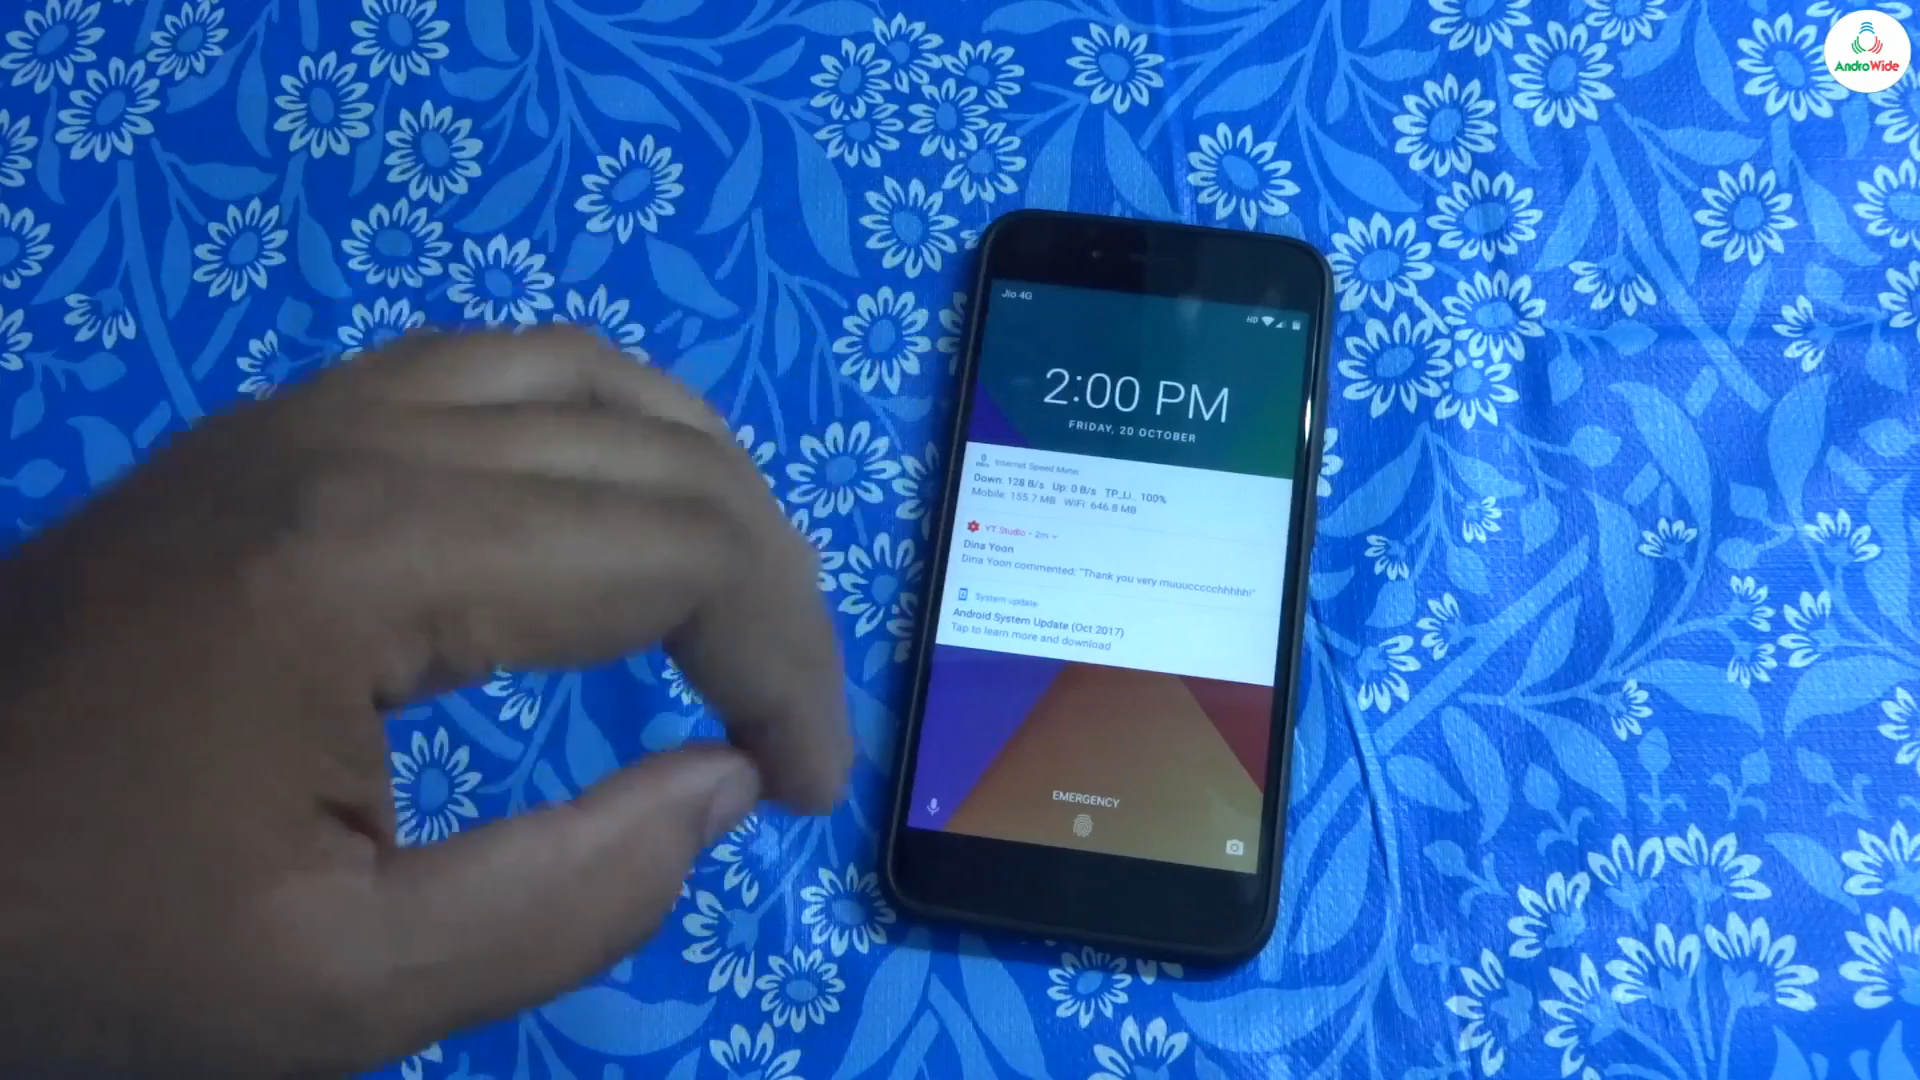 AndroWide
Jio 4G
HD
2:00 PM
FRIDAY, 20 OCTOBER
0
Internet Speed Meter
Down: 128 B/s Up: 0 B/s TP_Li.. 100%
Mobile: 155.7 MB WiFi: 646.8 MB
YT Studio • 2m
Dina Yoon
Dina Yoon commented: "Thank you very muuuccccchhhhh!"
System update
Android System Update (Oct 2017)
Tap to learn more and download
EMERGENCY